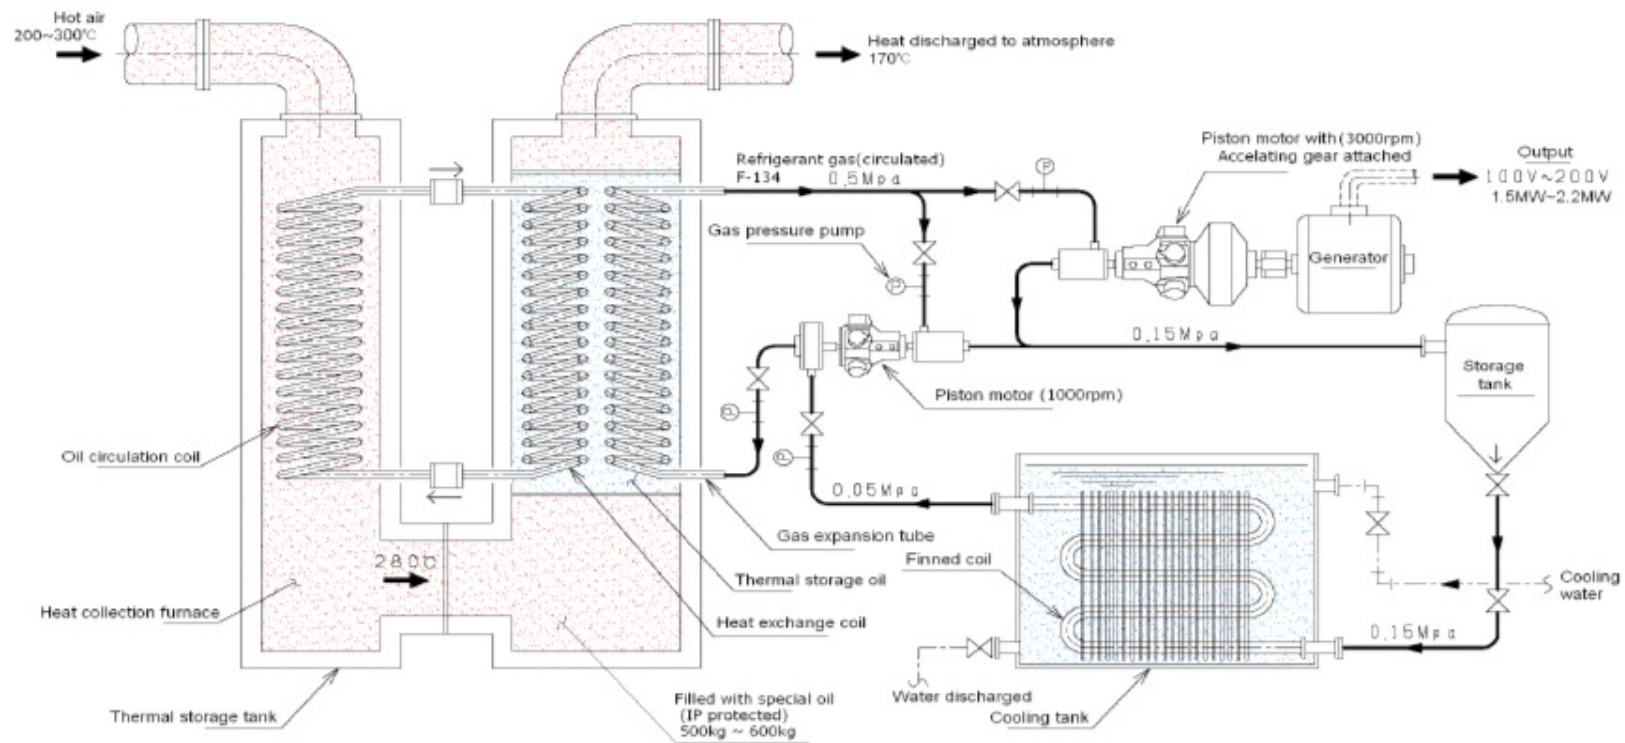 Hot air
200~300℃
Heat discharged to atmosphere
170℃
Refrigerant gas(circulated)
F-134
0.5Mpa
P
Piston motor with(3000rpm)
Accelating gear attached
Output
100V~200V
1.5MW~2.2MW
Gas pressure pump
P
Generator
0.15Mpa
Storage
tank
Piston motor (1000rpm)
P
P
Oil circulation coil
0.05Mpa
Gas expansion tube
Finned coil
280℃
Thermal storage oil
Cooling
water
Heat collection furnace
Heat exchange coil
0.15Mpa
Water discharged
Filled with special oil
(IP protected)
500kg ~ 600kg
Thermal storage tank
Cooling tank